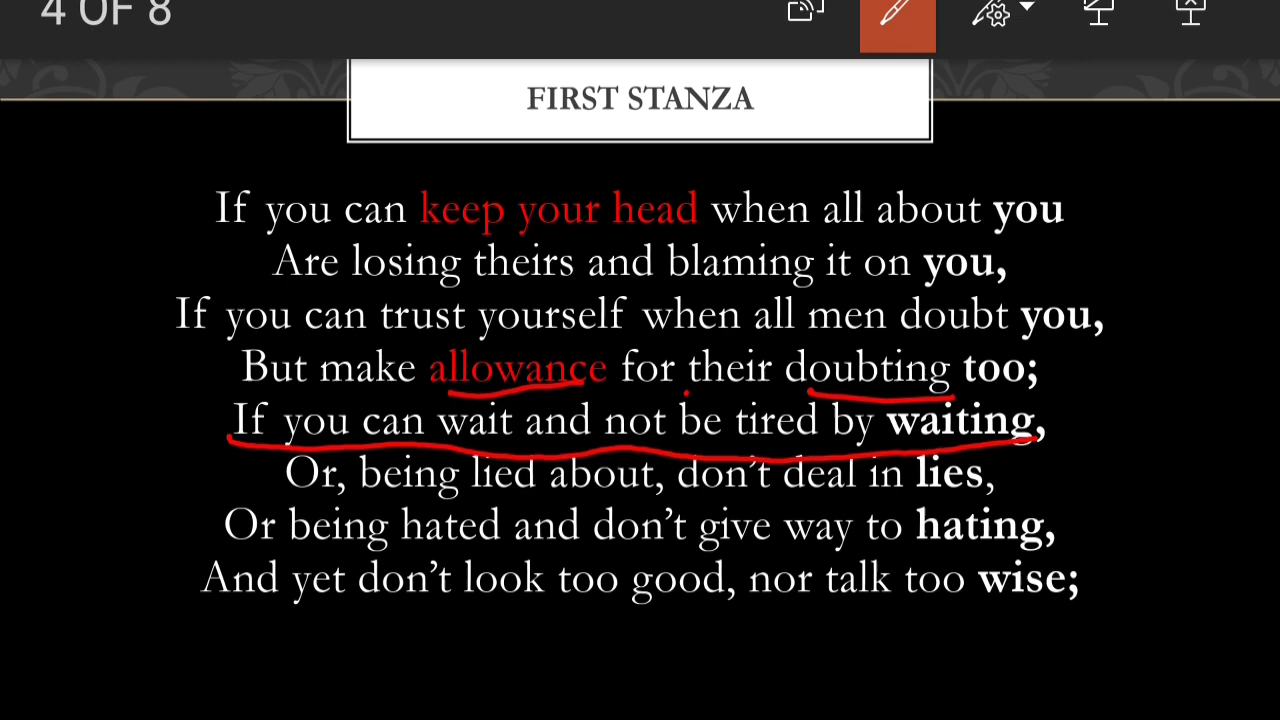 4 OF 8
FIRST STANZA
If you can keep your head when all about you
Are losing theirs and blaming it on you,
If you can trust yourself when all men doubt you,
But make allowance for their doubting too;
If you can wait and not be tired by waiting,
Or, being lied about, don’t deal in lies,
Or being hated and don’t give way to hating,
And yet don’t look too good, nor talk too wise;